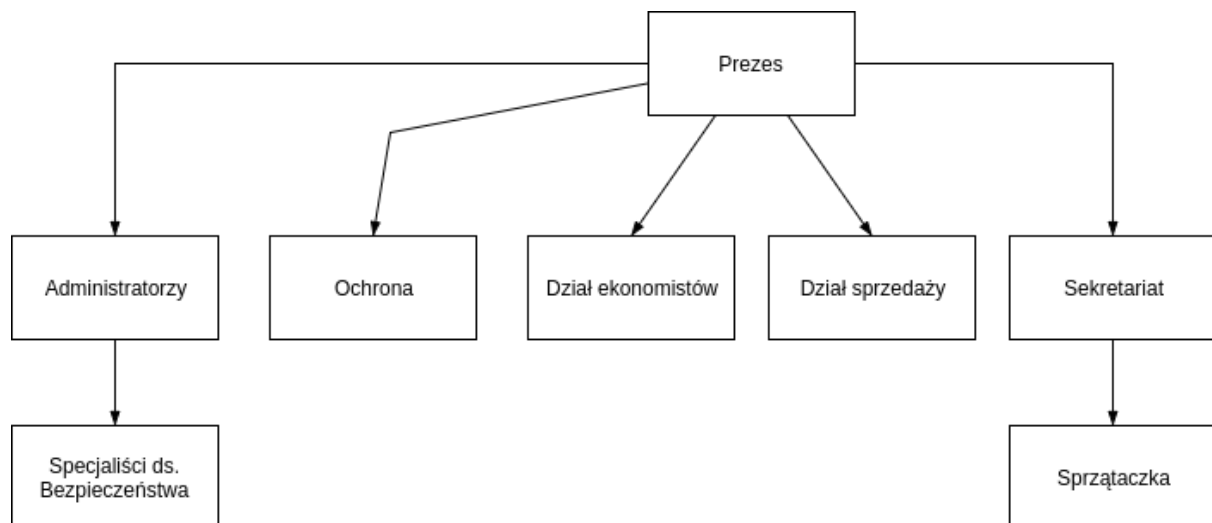 Prezes
Administratorzy
Ochrona
Dział ekonomistów
Dział sprzedaży
Sekretariat
Specjaliści ds.
Bezpieczeństwa
Sprzątaczka